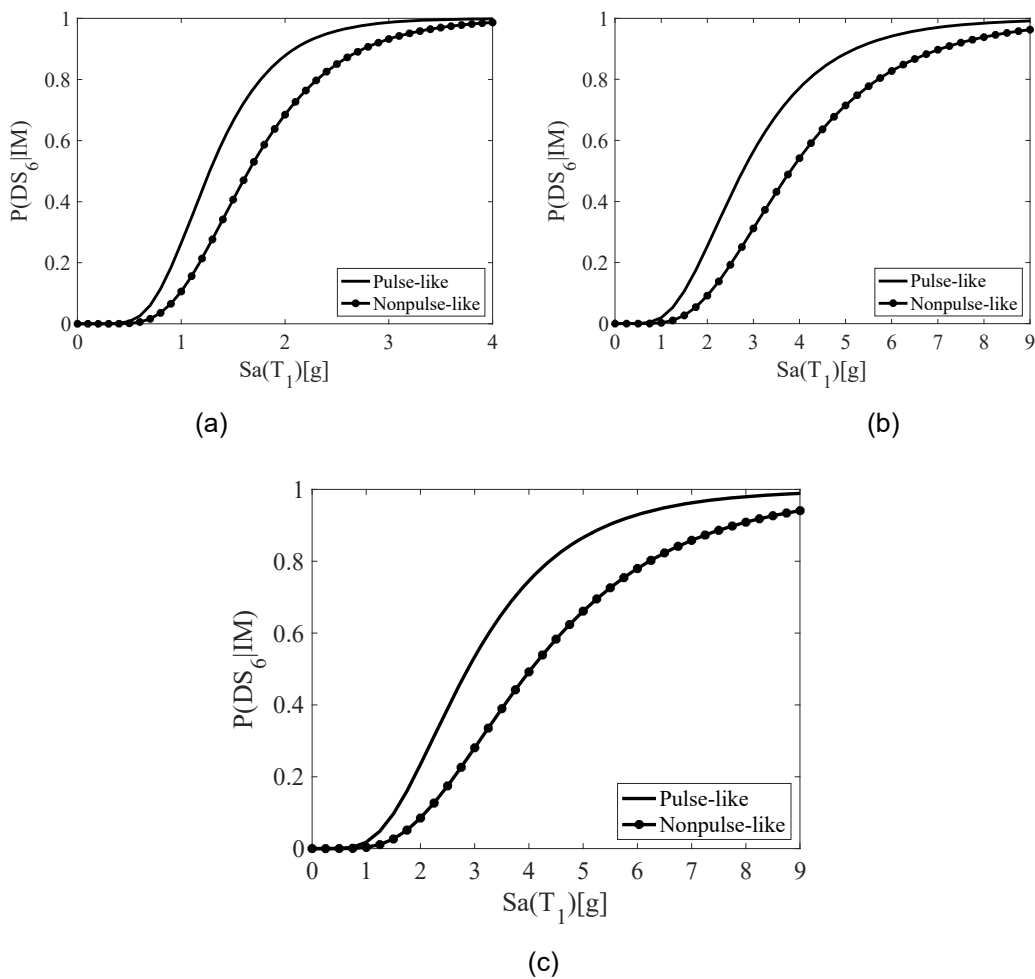 1
0.8
0.6
0.4
0.2
0
P(DS6|IM)
0 1 2 3 4
Sa(T1)[g]
Pulse-like
Nonpulse-like
(a)
1
0.8
0.6
0.4
0.2
0
P(DS6|IM)
0 1 2 3 4 5 6 7 8 9
Sa(T1)[g]
Pulse-like
Nonpulse-like
(b)
1
0.8
0.6
0.4
0.2
0
P(DS6|IM)
0 1 2 3 4 5 6 7 8 9
Sa(T1)[g]
Pulse-like
Nonpulse-like
(c)